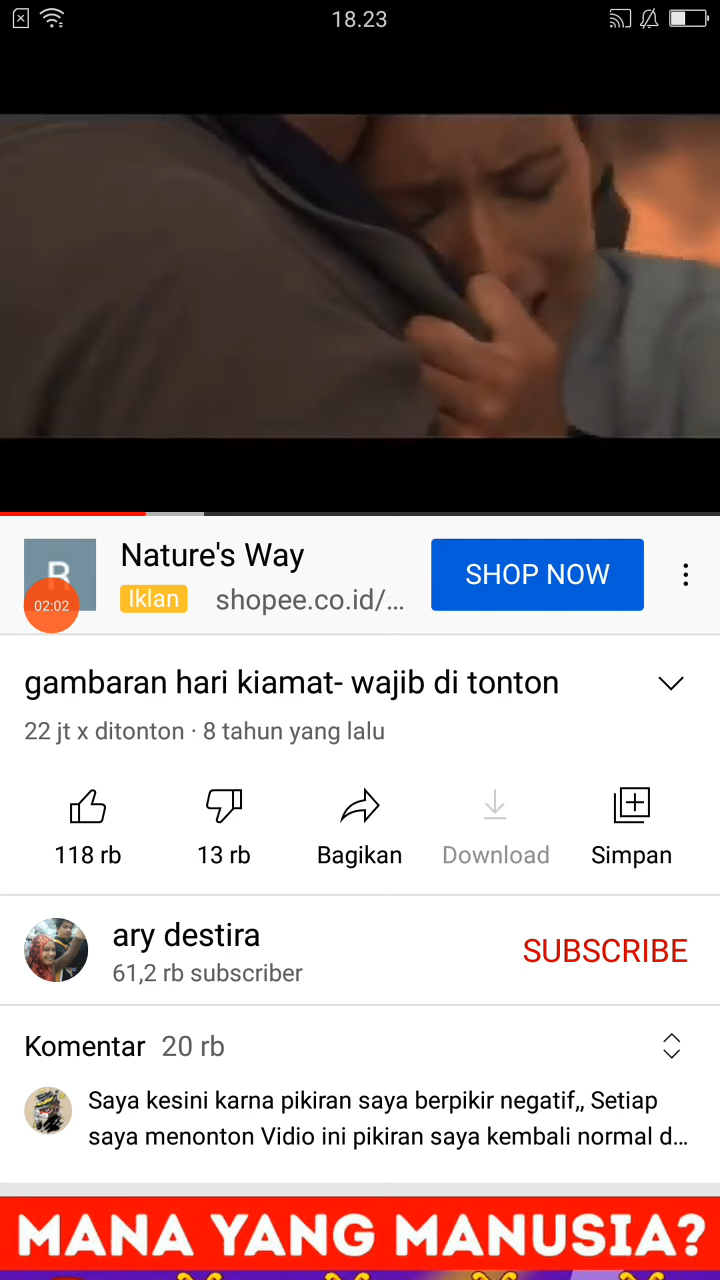 18.23
R
Nature's Way
SHOP NOW
02:02
Iklan shopee.co.id/...
gambaran hari kiamat- wajib di tonton
22 jt x ditonton · 8 tahun yang lalu
118 rb 13 rb Bagikan Download Simpan
ary destira
SUBSCRIBE
61,2 rb subscriber
Komentar 20 rb
Saya kesini karna pikiran saya berpikir negatif,, Setiap
saya menonton Vidio ini pikiran saya kembali normal d...
MANA YANG MANUSIA?